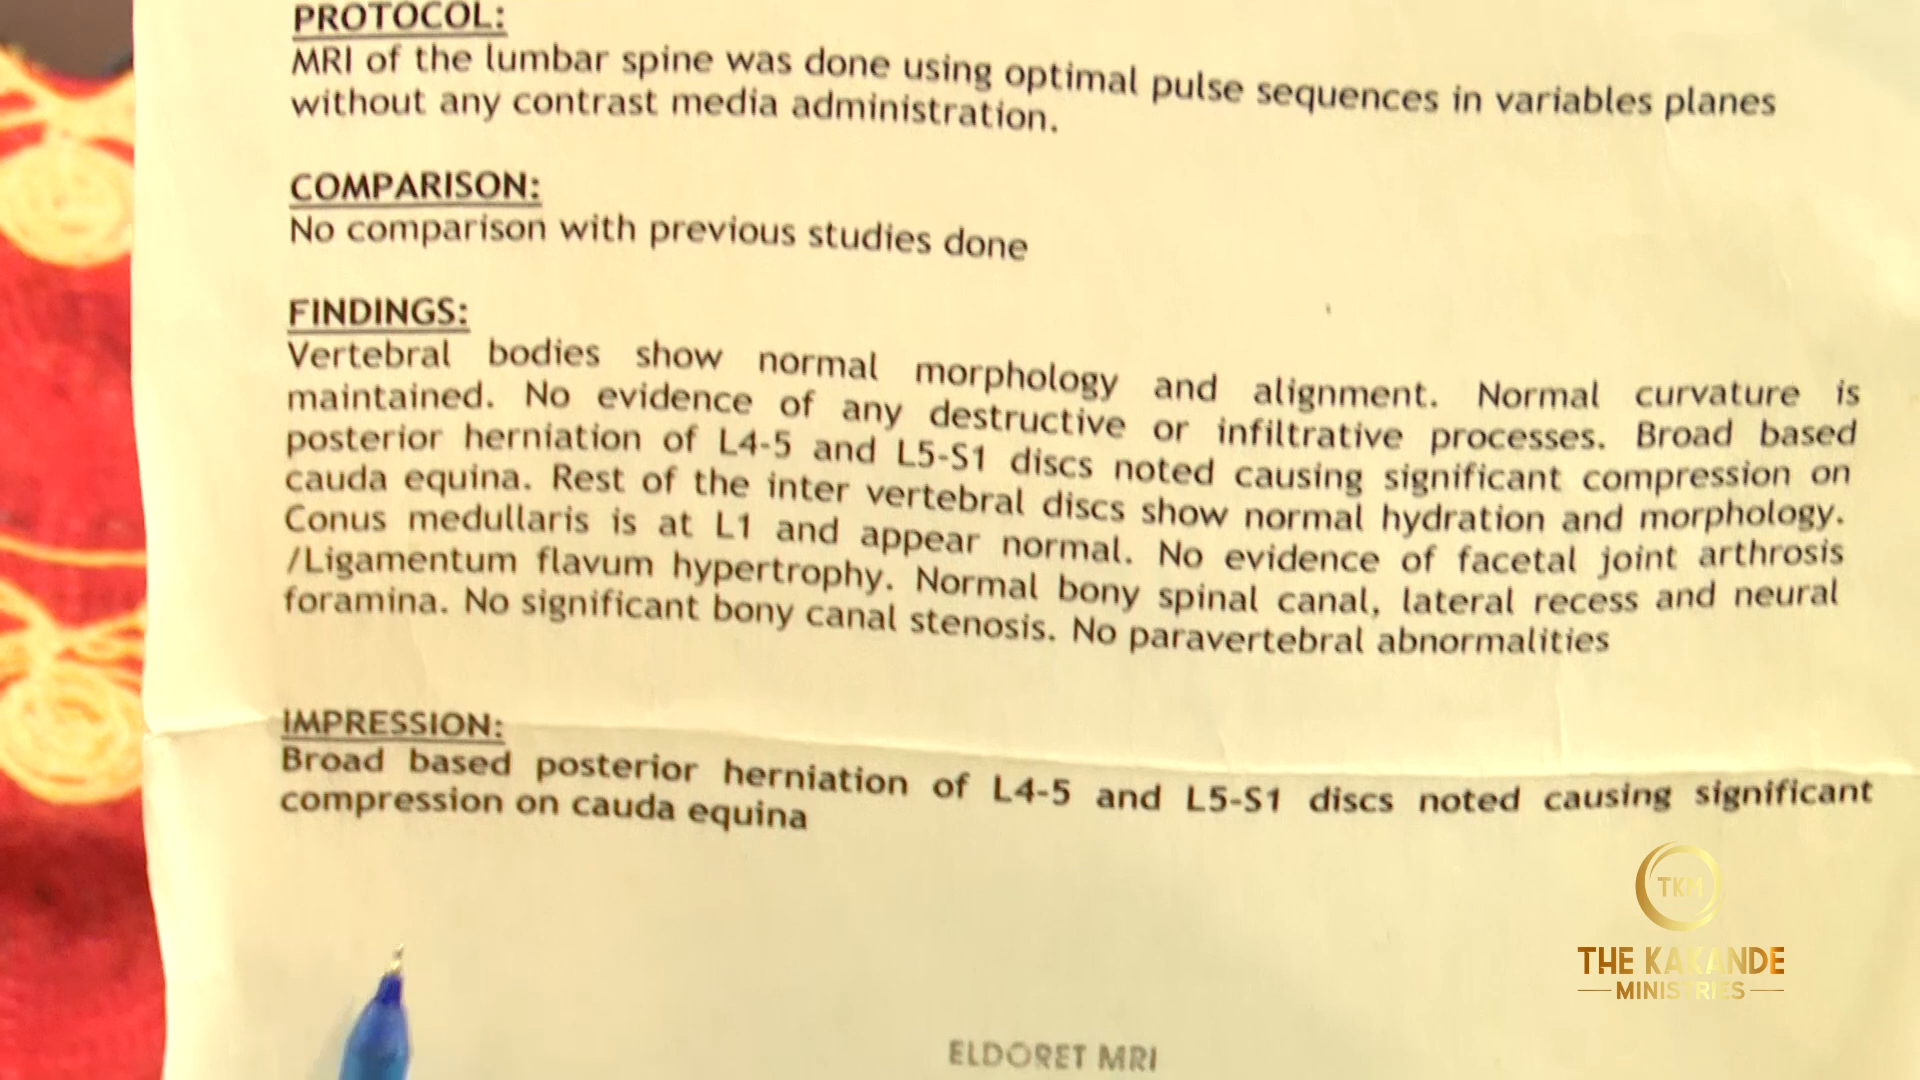 PROTOCOL:
MRI of the lumbar spine was done using optimal pulse sequences in variables planes
without any contrast media administration.
COMPARISON:
No comparison with previous studies done
FINDINGS:
Vertebral bodies show normal morphology and alignment. Normal curvature is
maintained. No evidence of any destructive or infiltrative processes. Broad based
posterior herniation of L4-5 and L5-S1 discs noted causing significant compression on
cauda equina. Rest of the inter vertebral discs show normal hydration and morphology.
Conus medullaris is at L1 and appear normal. No evidence of facetal joint arthrosis
/Ligamentum flavum hypertrophy. Normal bony spinal canal, lateral recess and neural
foramina. No significant bony canal stenosis. No paravertebral abnormalities
IMPRESSION:
Broad based posterior herniation of L4-5 and L5-S1 discs noted causing significant
compression on cauda equina
TKM
THE KAKANDE
MINISTRIES
ELDORET MRI